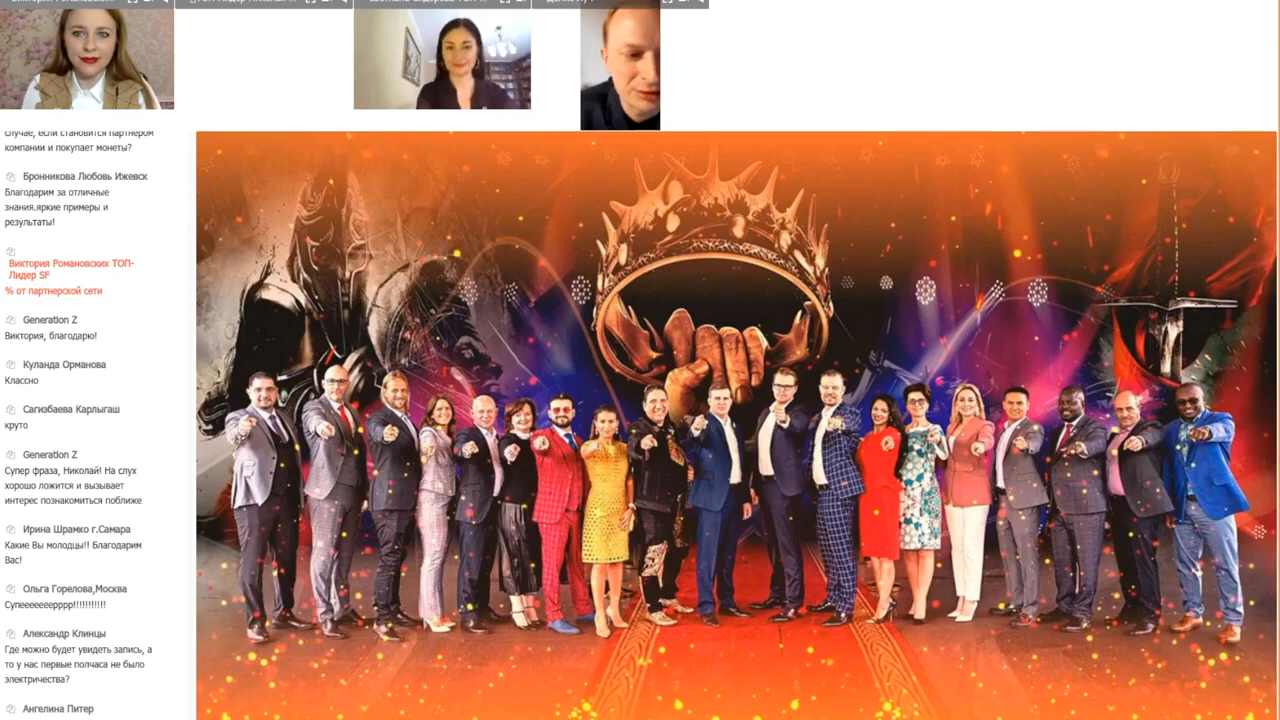 случае, если становится партнером
компании и покупает монеты?
Бронникова Любовь Ижевск
Благодарим за отличные
знания.яркие примеры и
результаты!
Виктория Романовских ТОП-
Лидер SF
% от партнерской сети
Generation Z
Виктория, благодарю!
Куланда Орманова
Классно
Сагизбаева Карлыгаш
круто
Generation Z
Супер фраза, Николай! На слух
хорошо ложится и вызывает
интерес познакомиться поближе
Ирина Шрамко г.Самара
Какие Вы молодцы!! Благодарим
Вас!
Ольга Горелова,Москва
Супеееееееерррр!!!!!!!!!!!
Александр Клинцы
Где можно будет увидеть запись, а
то у нас первые полчаса не было
электричества?
Ангелина Питер